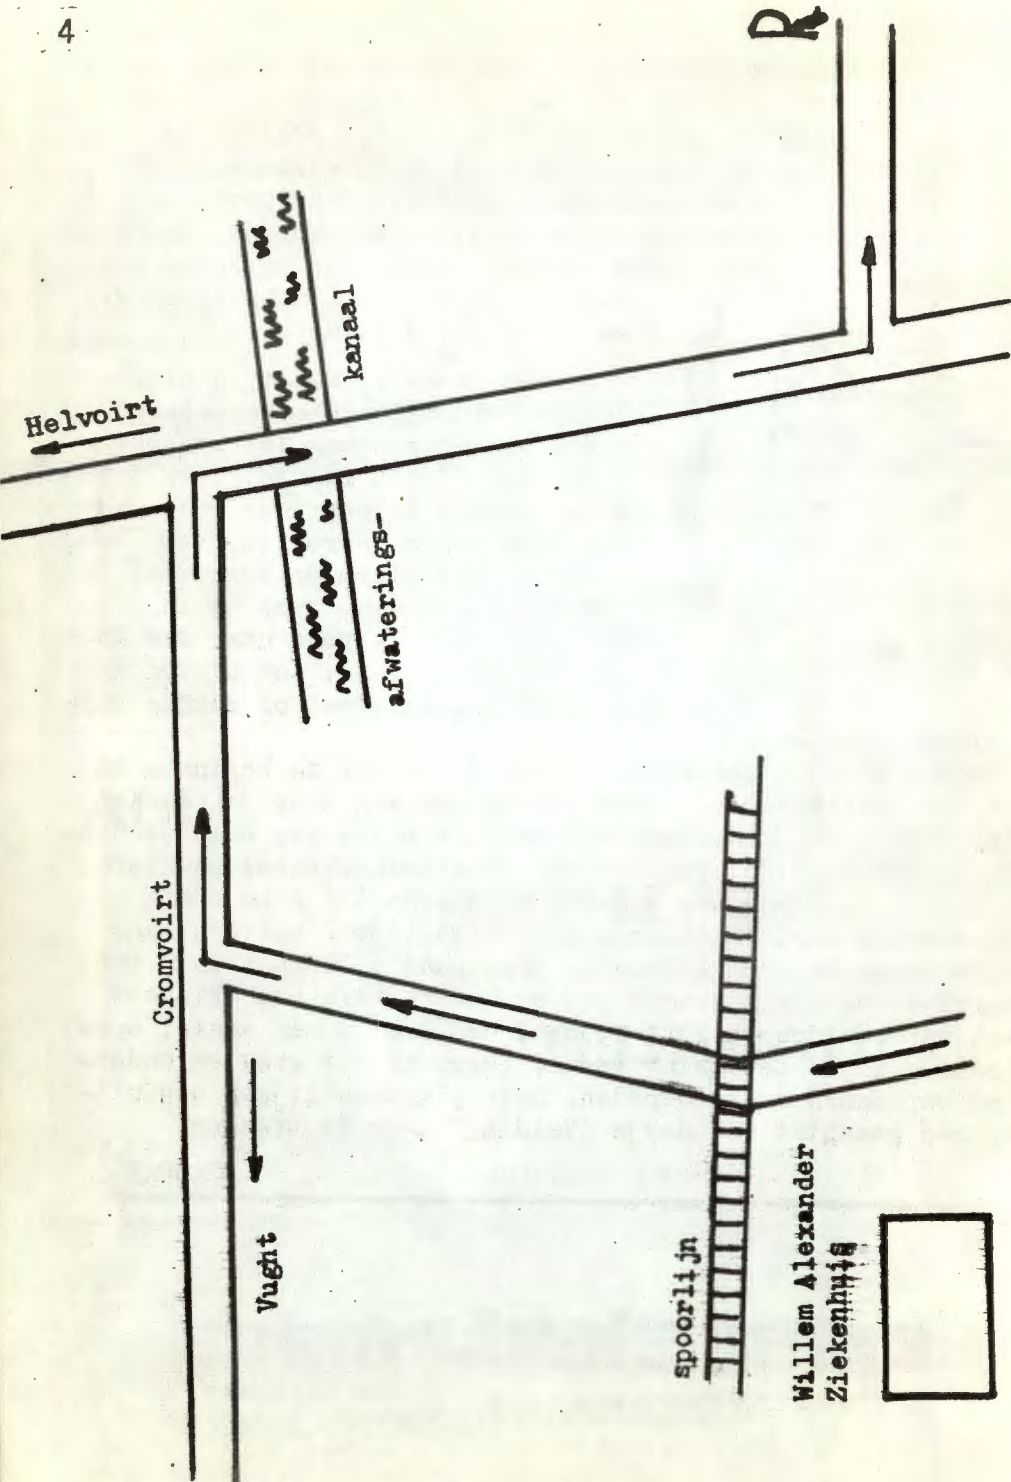 4
R
Helvoirt
kanaal
afwaterings-
Cromvoirt
Vught
spoorlijn
Willem Alexander
Ziekenhuis